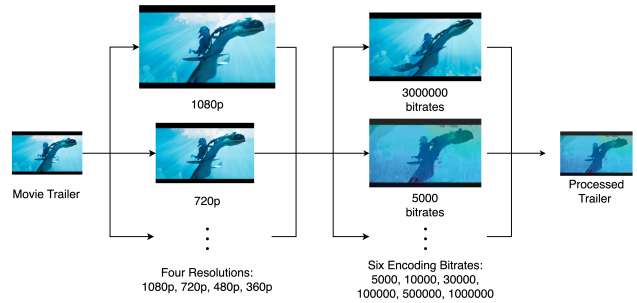 Movie Trailer
1080p
720p
Four Resolutions:
1080p, 720p, 480p, 360p
3000000
bitrates
5000
bitrates
Six Encoding Bitrates:
5000, 10000, 30000,
100000, 500000, 1000000
Processed
Trailer